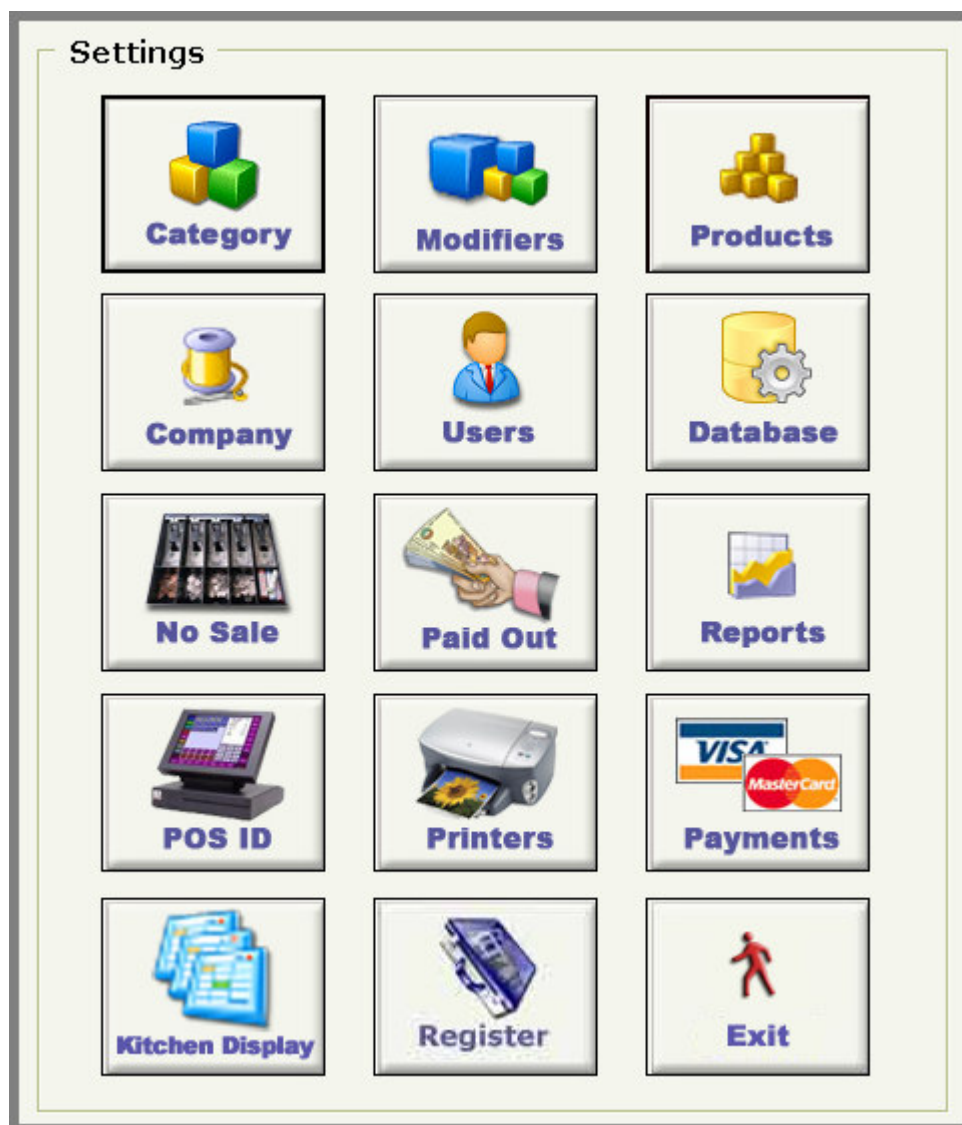 Settings
Category
Modifiers
Products
Company
Users
Database
No Sale
Paid Out
Reports
POS ID
Printers
VISA
MasterCard
Payments
Kitchen Display
Register
Exit